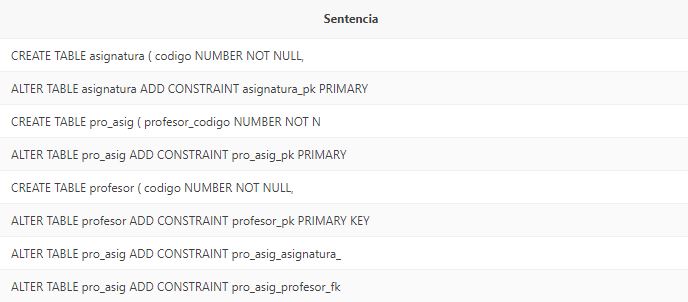 Sentencia
CREATE TABLE asignatura ( codigo NUMBER NOT NULL,
ALTER TABLE asignatura ADD CONSTRAINT asignatura_pk PRIMARY
CREATE TABLE pro_asig ( profesor_codigo NUMBER NOT N
ALTER TABLE pro_asig ADD CONSTRAINT pro_asig_pk PRIMARY
CREATE TABLE profesor ( codigo NUMBER NOT NULL,
ALTER TABLE profesor ADD CONSTRAINT profesor_pk PRIMARY KEY
ALTER TABLE pro_asig ADD CONSTRAINT pro_asig_asignatura_
ALTER TABLE pro_asig ADD CONSTRAINT pro_asig_profesor_fk